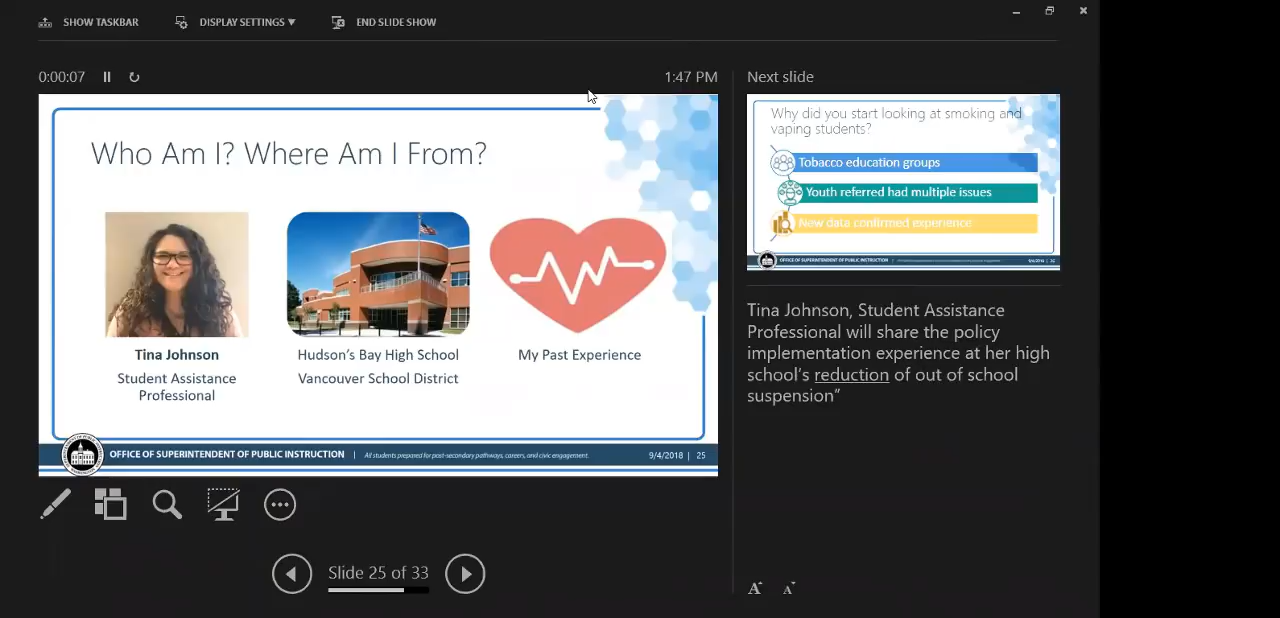 SHOW TASKBAR
DISPLAY SETTINGS ▼
END SLIDE SHOW
0:00:07
1:47 PM
Who Am I? Where Am I From?
Tina Johnson
Student Assistance
Professional
Hudson's Bay High School
Vancouver School District
My Past Experience
OFFICE OF SUPERINTENDENT OF PUBLIC INSTRUCTION | All students prepared for post-secondary pathways, careers, and civic engagement. 9/4/2018 | 25
Slide 25 of 33
Next slide
Why did you start looking at smoking and
vaping students?
Tobacco education groups
Youth referred had multiple issues
New data confirmed experience
OFFICE OF SUPERINTENDENT OF PUBLIC INSTRUCTION
Tina Johnson, Student Assistance
Professional will share the policy
implementation experience at her high
school's reduction of out of school
suspension”
A A